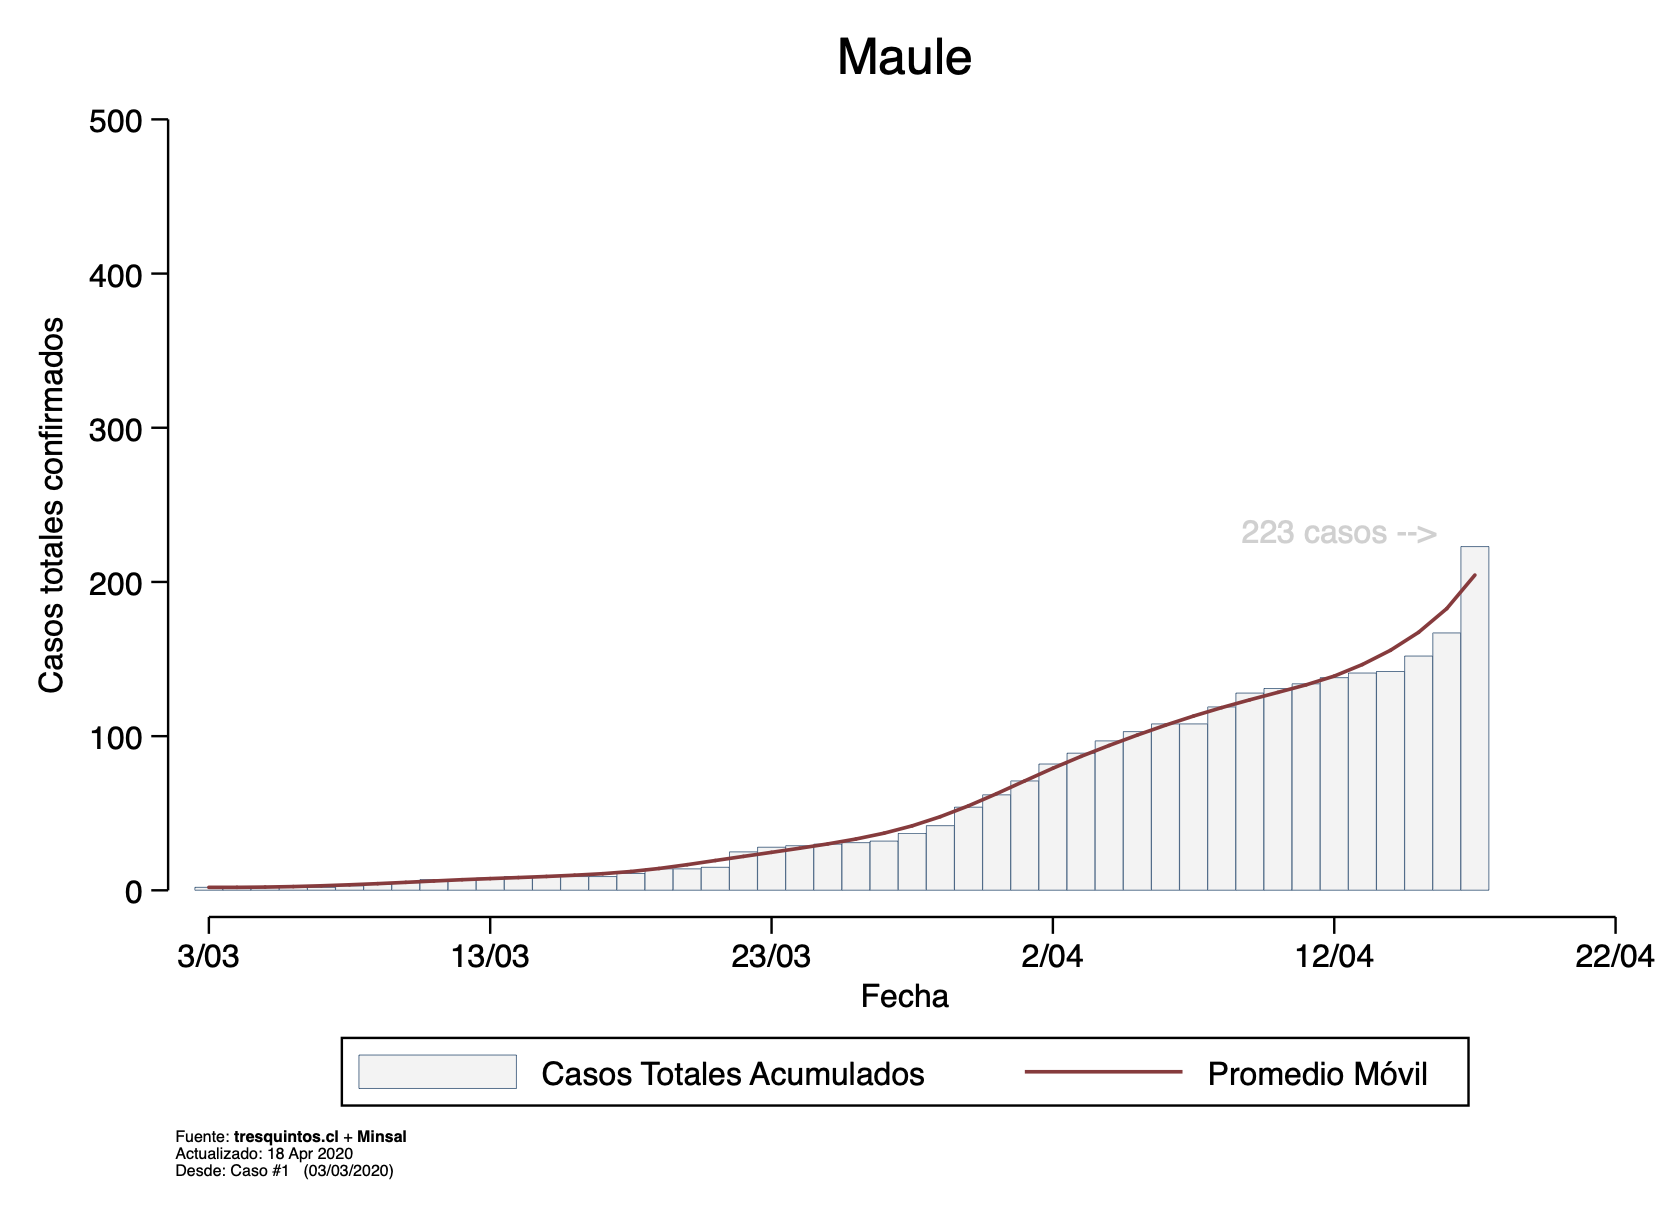 Maule
500
400
300
200
100
0
Casos totales confirmados
223 casos -->
3/03 13/03 23/03 2/04 12/04 22/04
Fecha
Casos Totales Acumulados Promedio Móvil
Fuente: tresquintos.cl + Minsal
Actualizado: 18 Apr 2020
Desde: Caso #1 (03/03/2020)